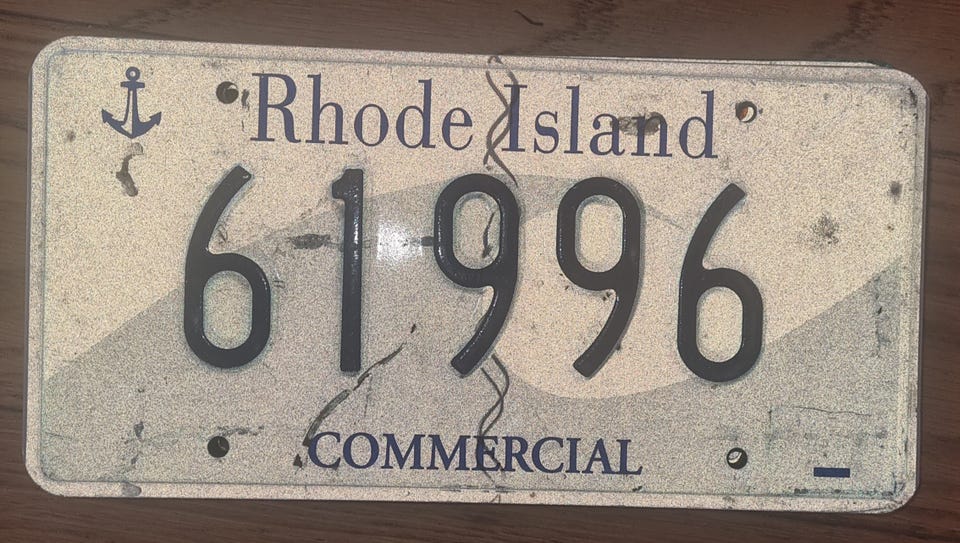 Rhode Island
61996
COMMERCIAL